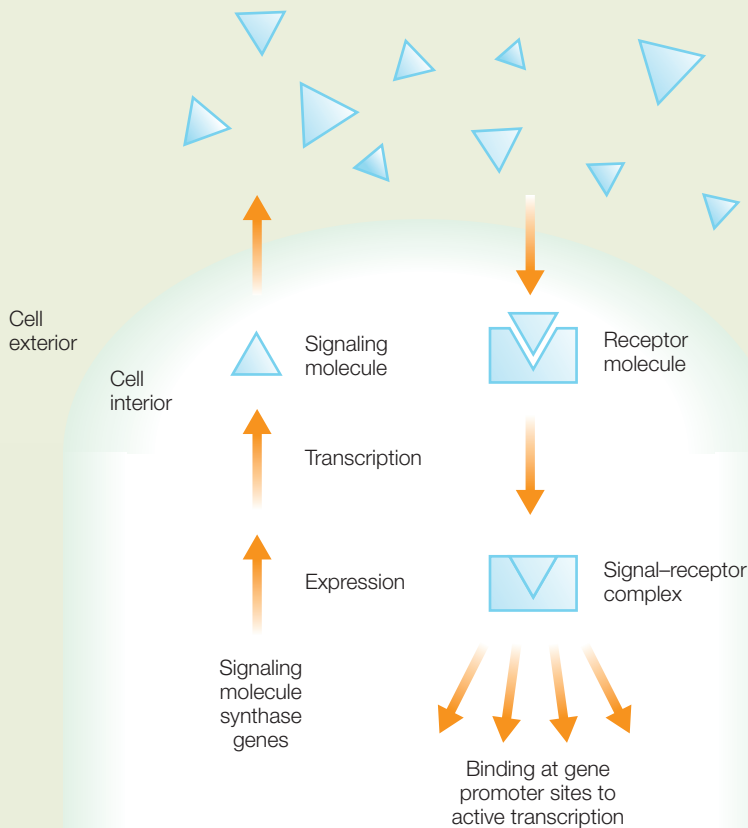 Cell
exterior
Cell
interior
Signaling
molecule
Receptor
molecule
Transcription
Expression
Signal–receptor
complex
Signaling
molecule
synthase
genes
Binding at gene
promoter sites to
active transcription